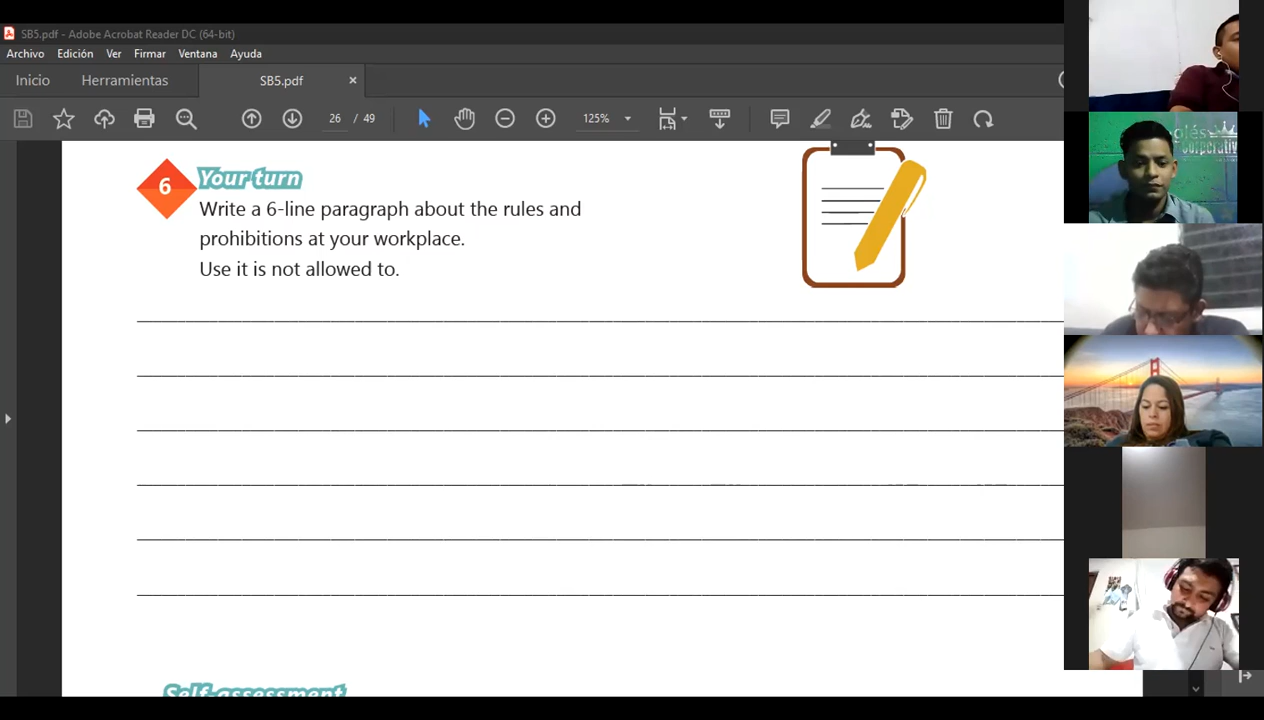 SB5.pdf - Adobe Acrobat Reader DC (64-bit)
Archivo Edición Ver Firmar Ventana Ayuda
Inicio Herramientas SB5.pdf ×
26 / 49 125%
6 Your turn
Write a 6-line paragraph about the rules and
prohibitions at your workplace.
Use it is not allowed to.
Self-assessment
Corporativo